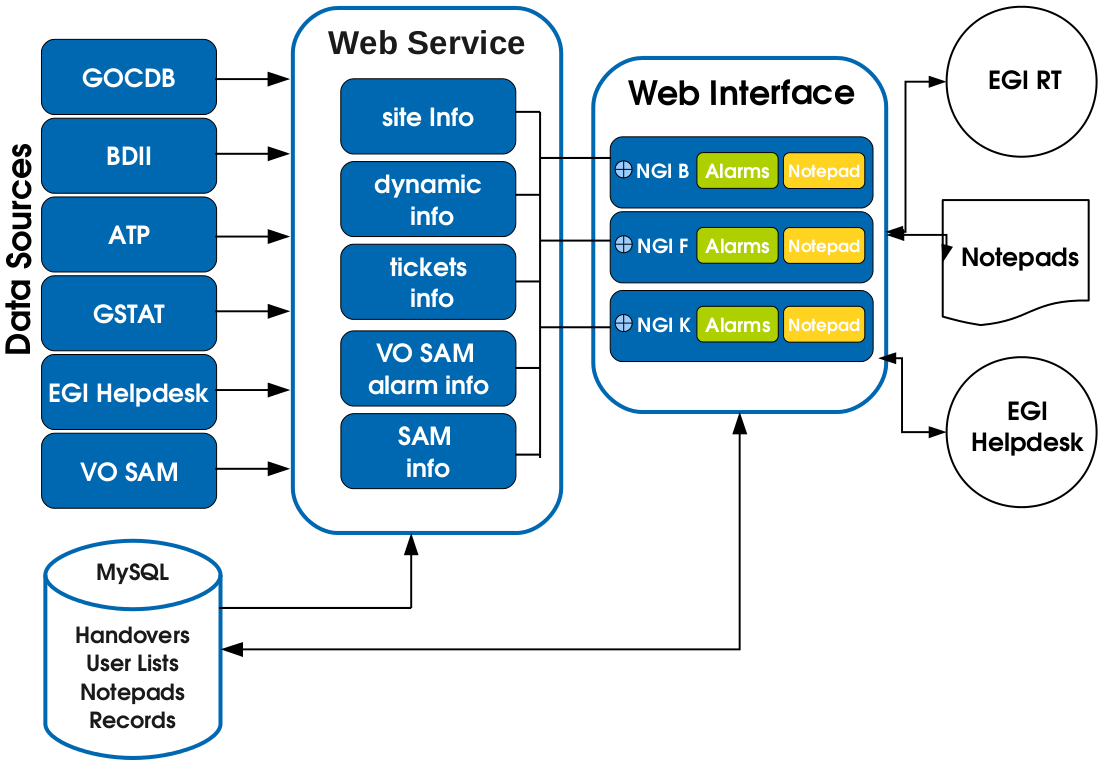 Data Sources
GOCDB
BDII
ATP
GSTAT
EGI Helpdesk
VO SAM
Web Service
site Info
dynamic
info
tickets
info
VO SAM
alarm info
SAM
info
Web Interface
NGI B Alarms Notepad
NGI F Alarms Notepad
NGI K Alarms Notepad
EGI RT
Notepads
EGI
Helpdesk
MySQL
Handovers
User Lists
Notepads
Records